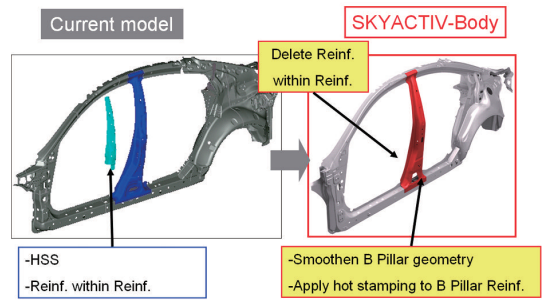 Current model
SKYACTIV-Body
Delete Reinf.
within Reinf.
-HSS
-Reinf. within Reinf.
-Smoothen B Pillar geometry
-Apply hot stamping to B Pillar Reinf.